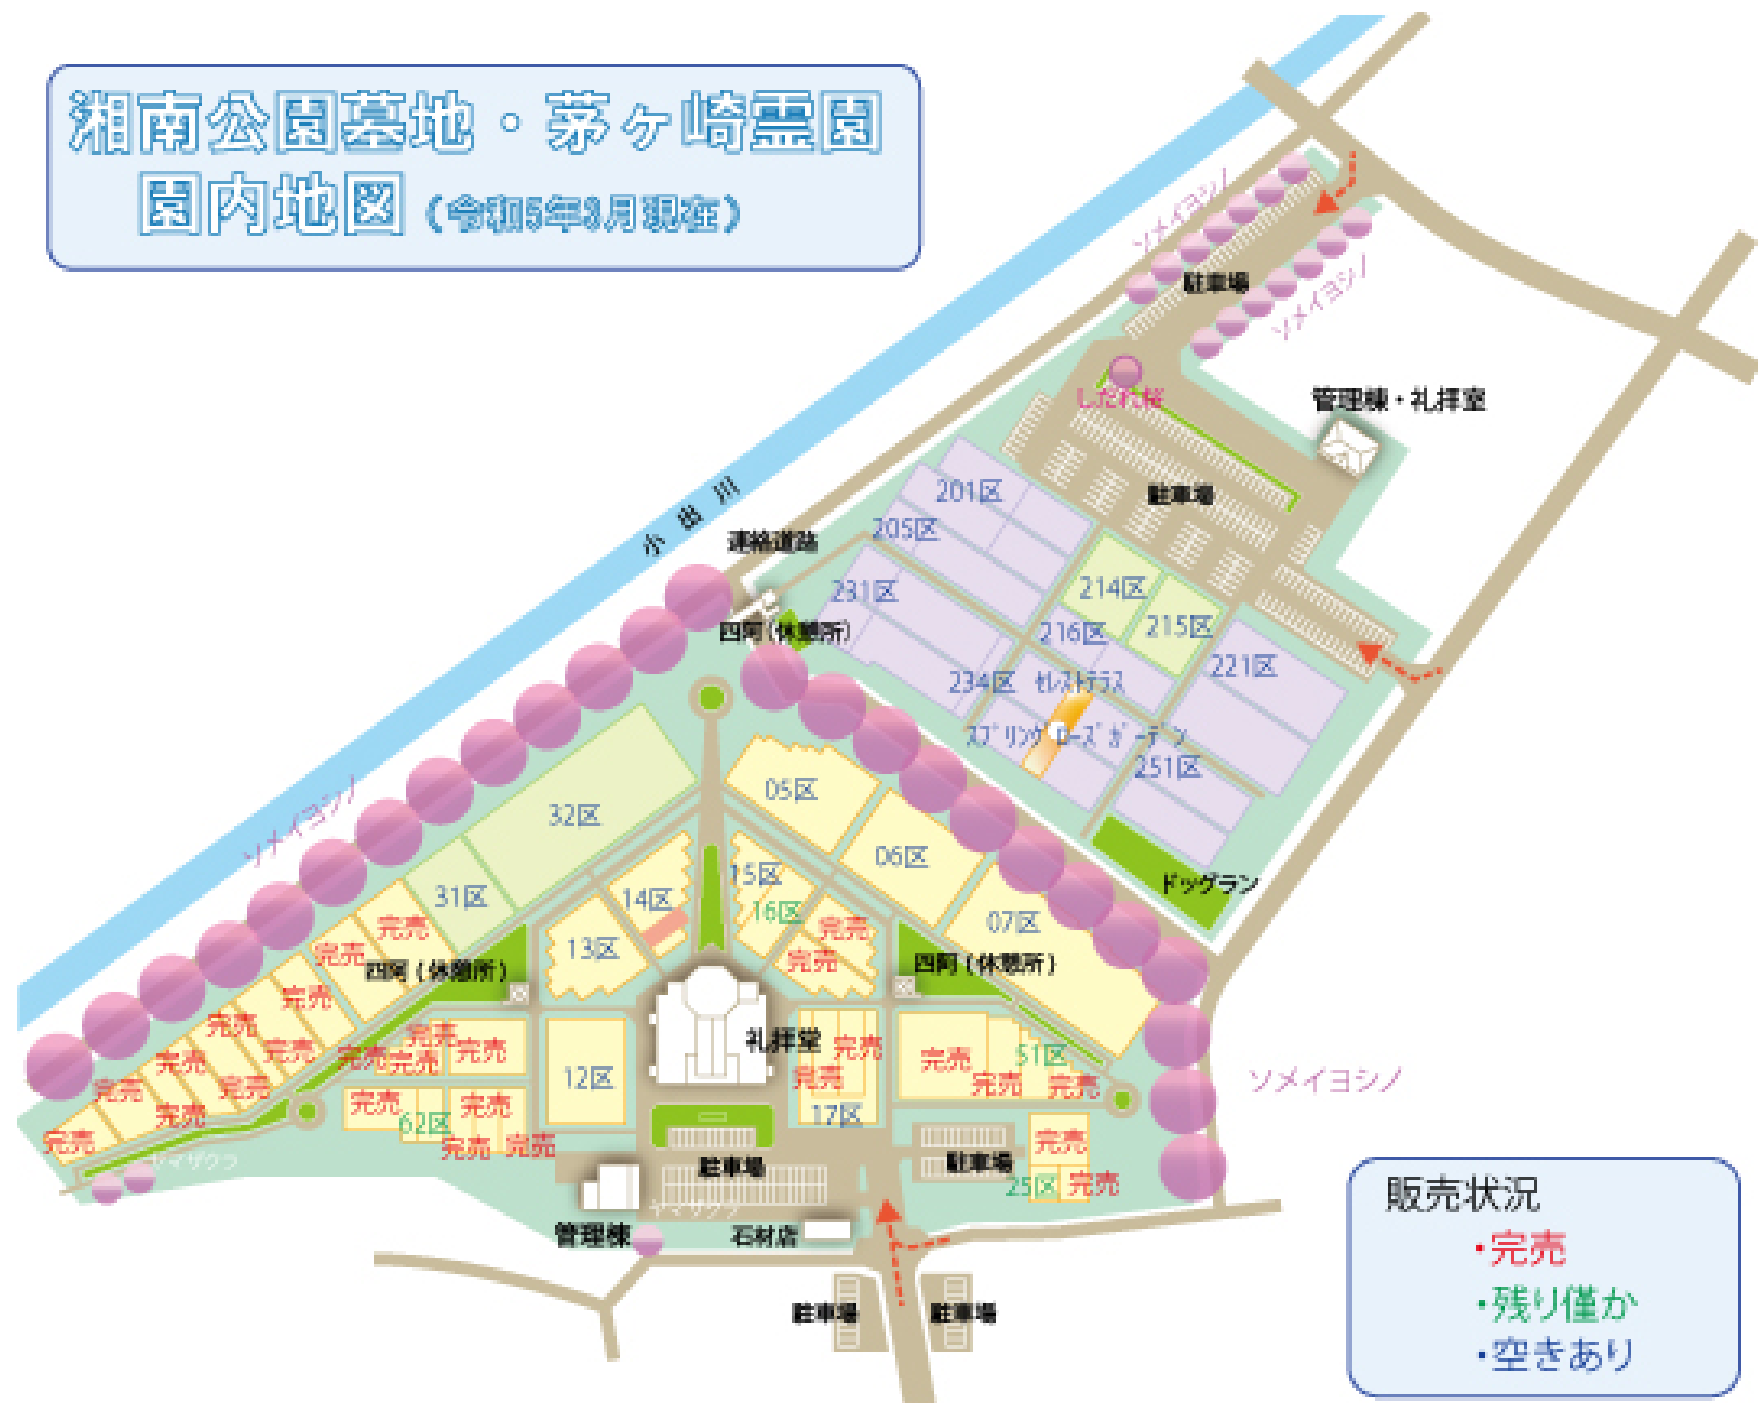 湘南公園墓地・茅ヶ崎霊園
園内地図（令和5年3月現在）
ソメイヨシノ
駐車場
ソメイヨシノ
しだれ桜
管理棟・礼拝室
駐車場
201区
205区
小出川
連絡道路
231区
214区
215区
216区
四阿（休憩所）
221区
234区
セレストテラス
スプリングローズガーデン
251区
ドッグラン
ソメイヨシノ
32区
31区
05区
06区
07区
15区
16区
14区
13区
完売
完売
完売
完売
四阿（休憩所）
四阿（休憩所）
完売
完売
完売
完売
完売
完売
完売
完売
完売
完売
完売
完売
12区
礼拝堂
完売
完売
17区
完売
51区
完売
完売
完売
62区
完売
完売
完売
ヤマザクラ
駐車場
駐車場
完売
25区
完売
ソメイヨシノ
ヤマザクラ
管理棟
石材店
駐車場
駐車場
販売状況
・完売
・残り僅か
・空きあり